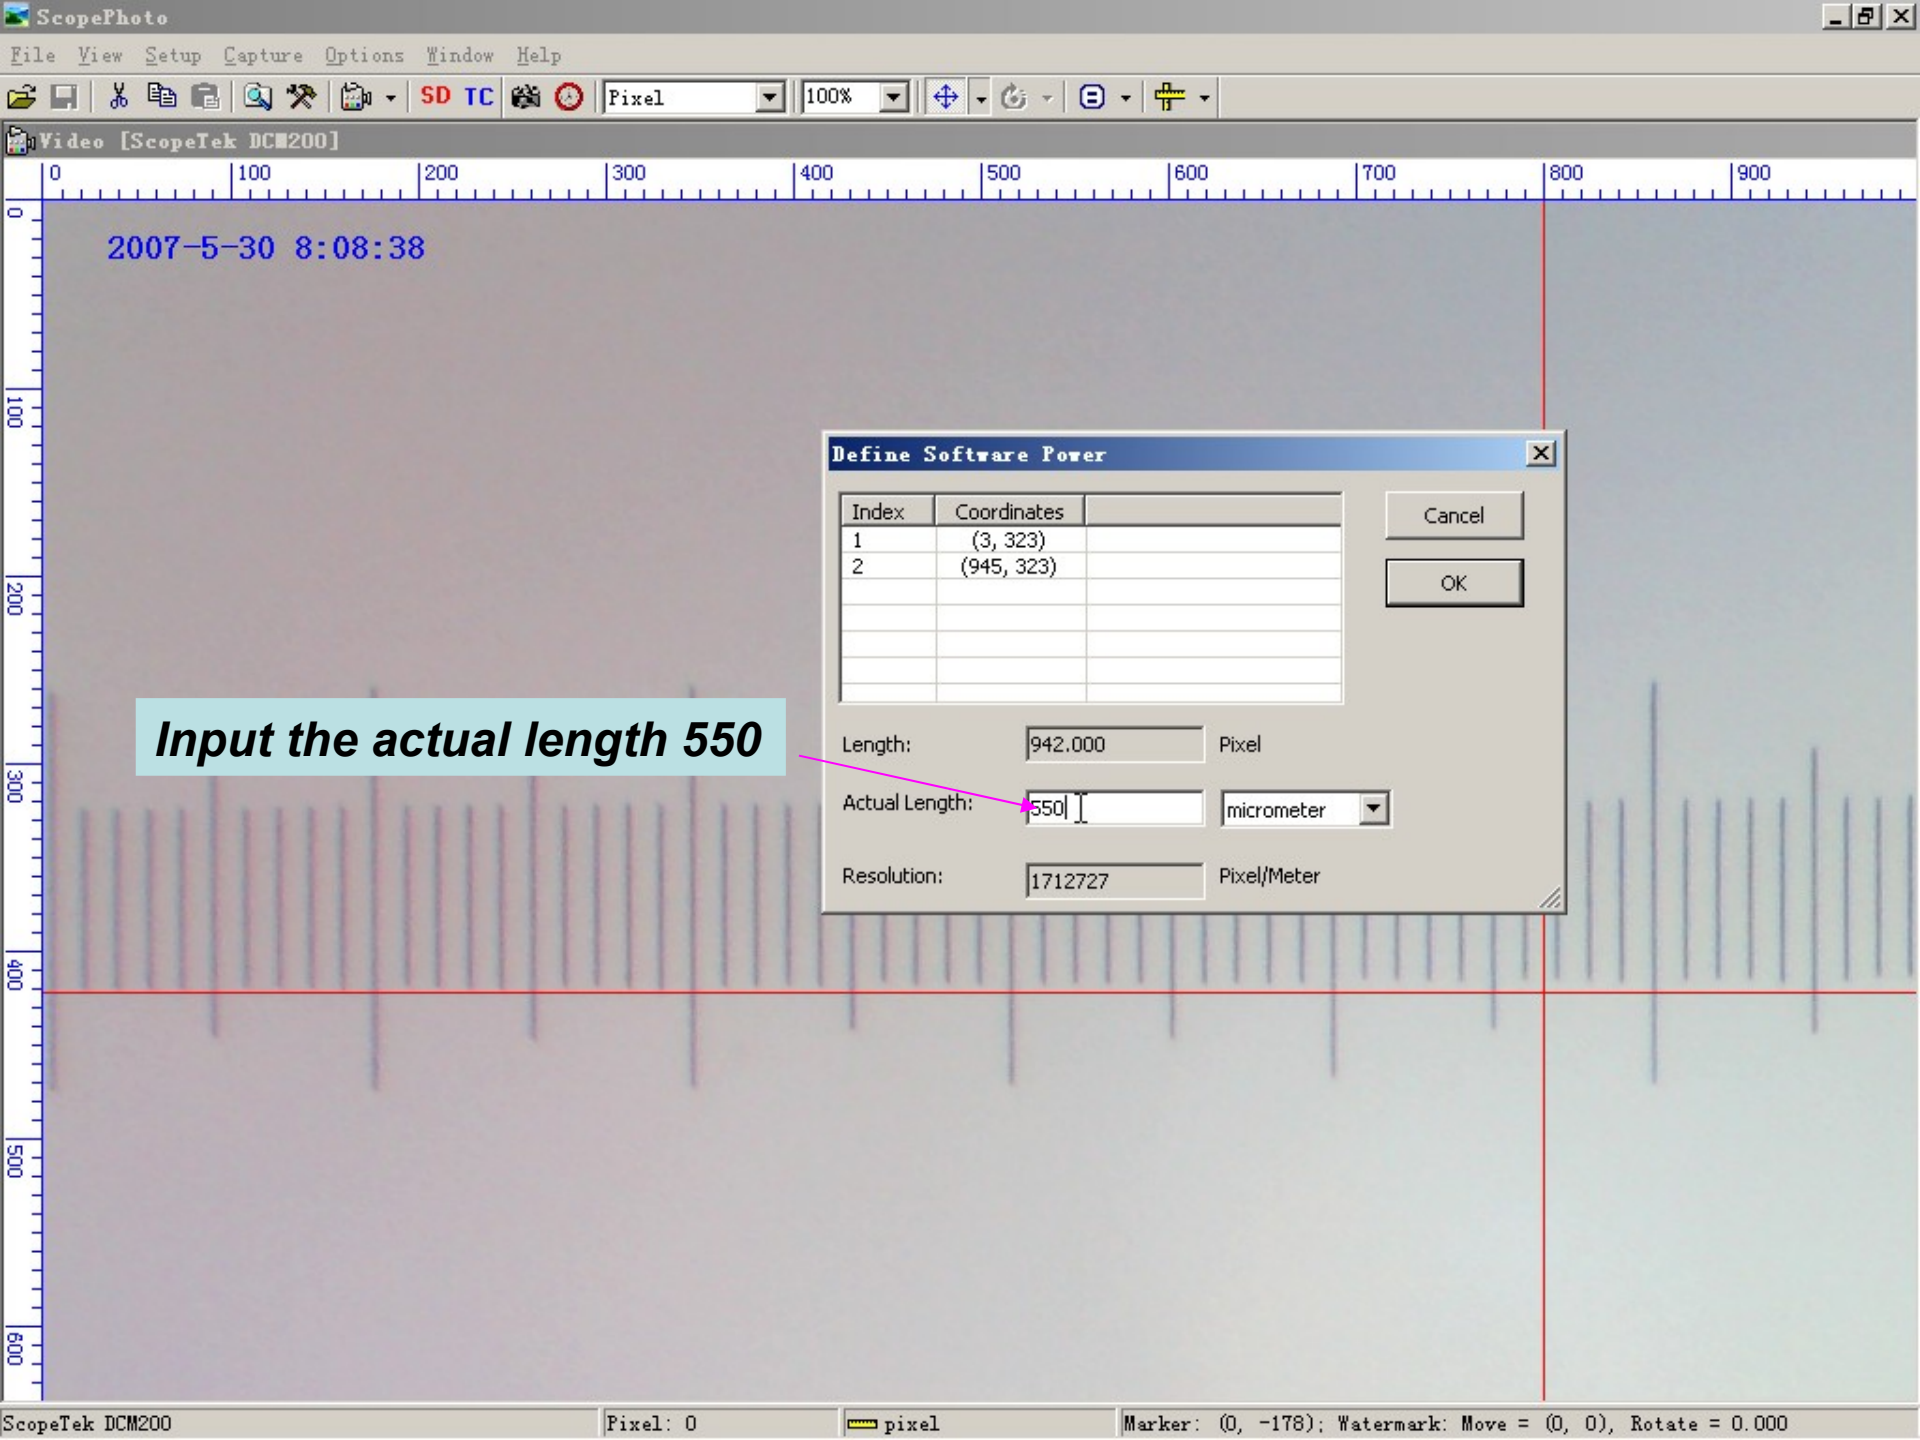 ScopePhoto
File View Setup Capture Options Window Help
SD TC Pixel 100%
Video [ScopeTek DCM200]
0 100 200 300 400 500 600 700 800 900
0
100
200
300
400
500
600
2007-5-30 8:08:38
Input the actual length 550
Define Software Power
Index Coordinates
1 (3, 323)
2 (945, 323)
Cancel
OK
Length: 942.000 Pixel
Actual Length: 550 micrometer
Resolution: 1712727 Pixel/Meter
ScopeTek DCM200 Pixel: 0 pixel Marker: (0, -178); Watermark: Move = (0, 0), Rotate = 0.000